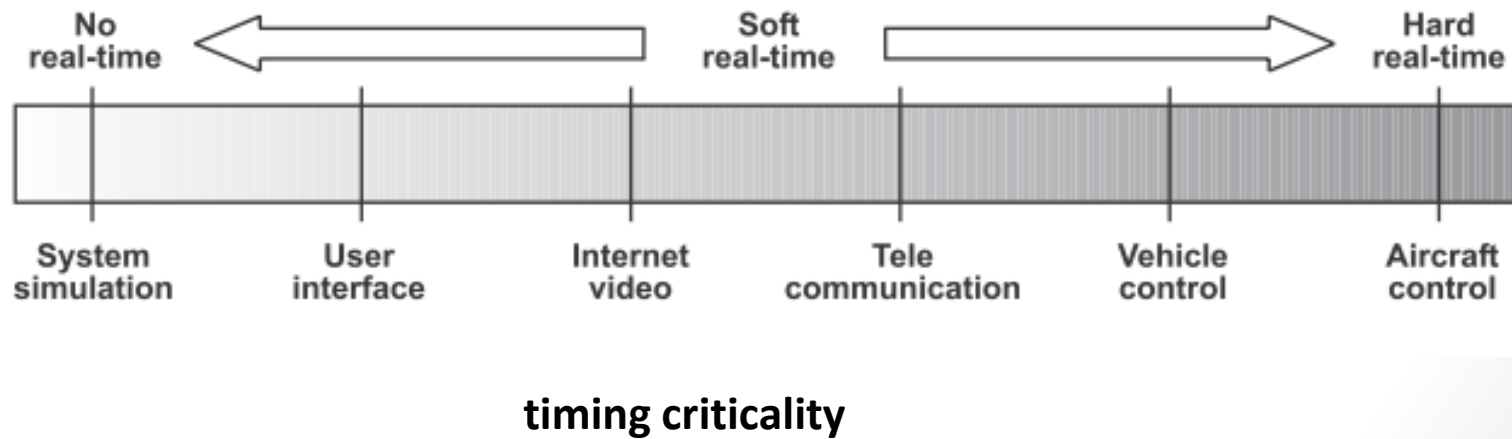 No
real-time
Soft
real-time
Hard
real-time
System
simulation
User
interface
Internet
video
Tele
communication
Vehicle
control
Aircraft
control
timing criticality